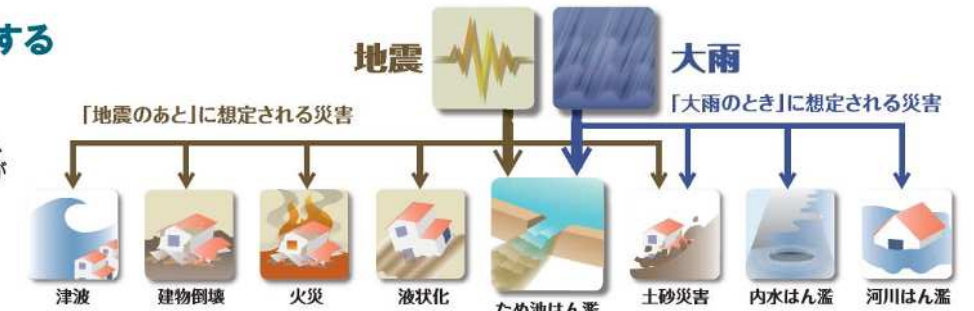 する
地震
大雨
「地震のあと」に想定される災害
「大雨のとき」に想定される災害
が
津波
建物倒壊
火災
液状化
ため池はん濫
土砂災害
内水はん濫
河川はん濫